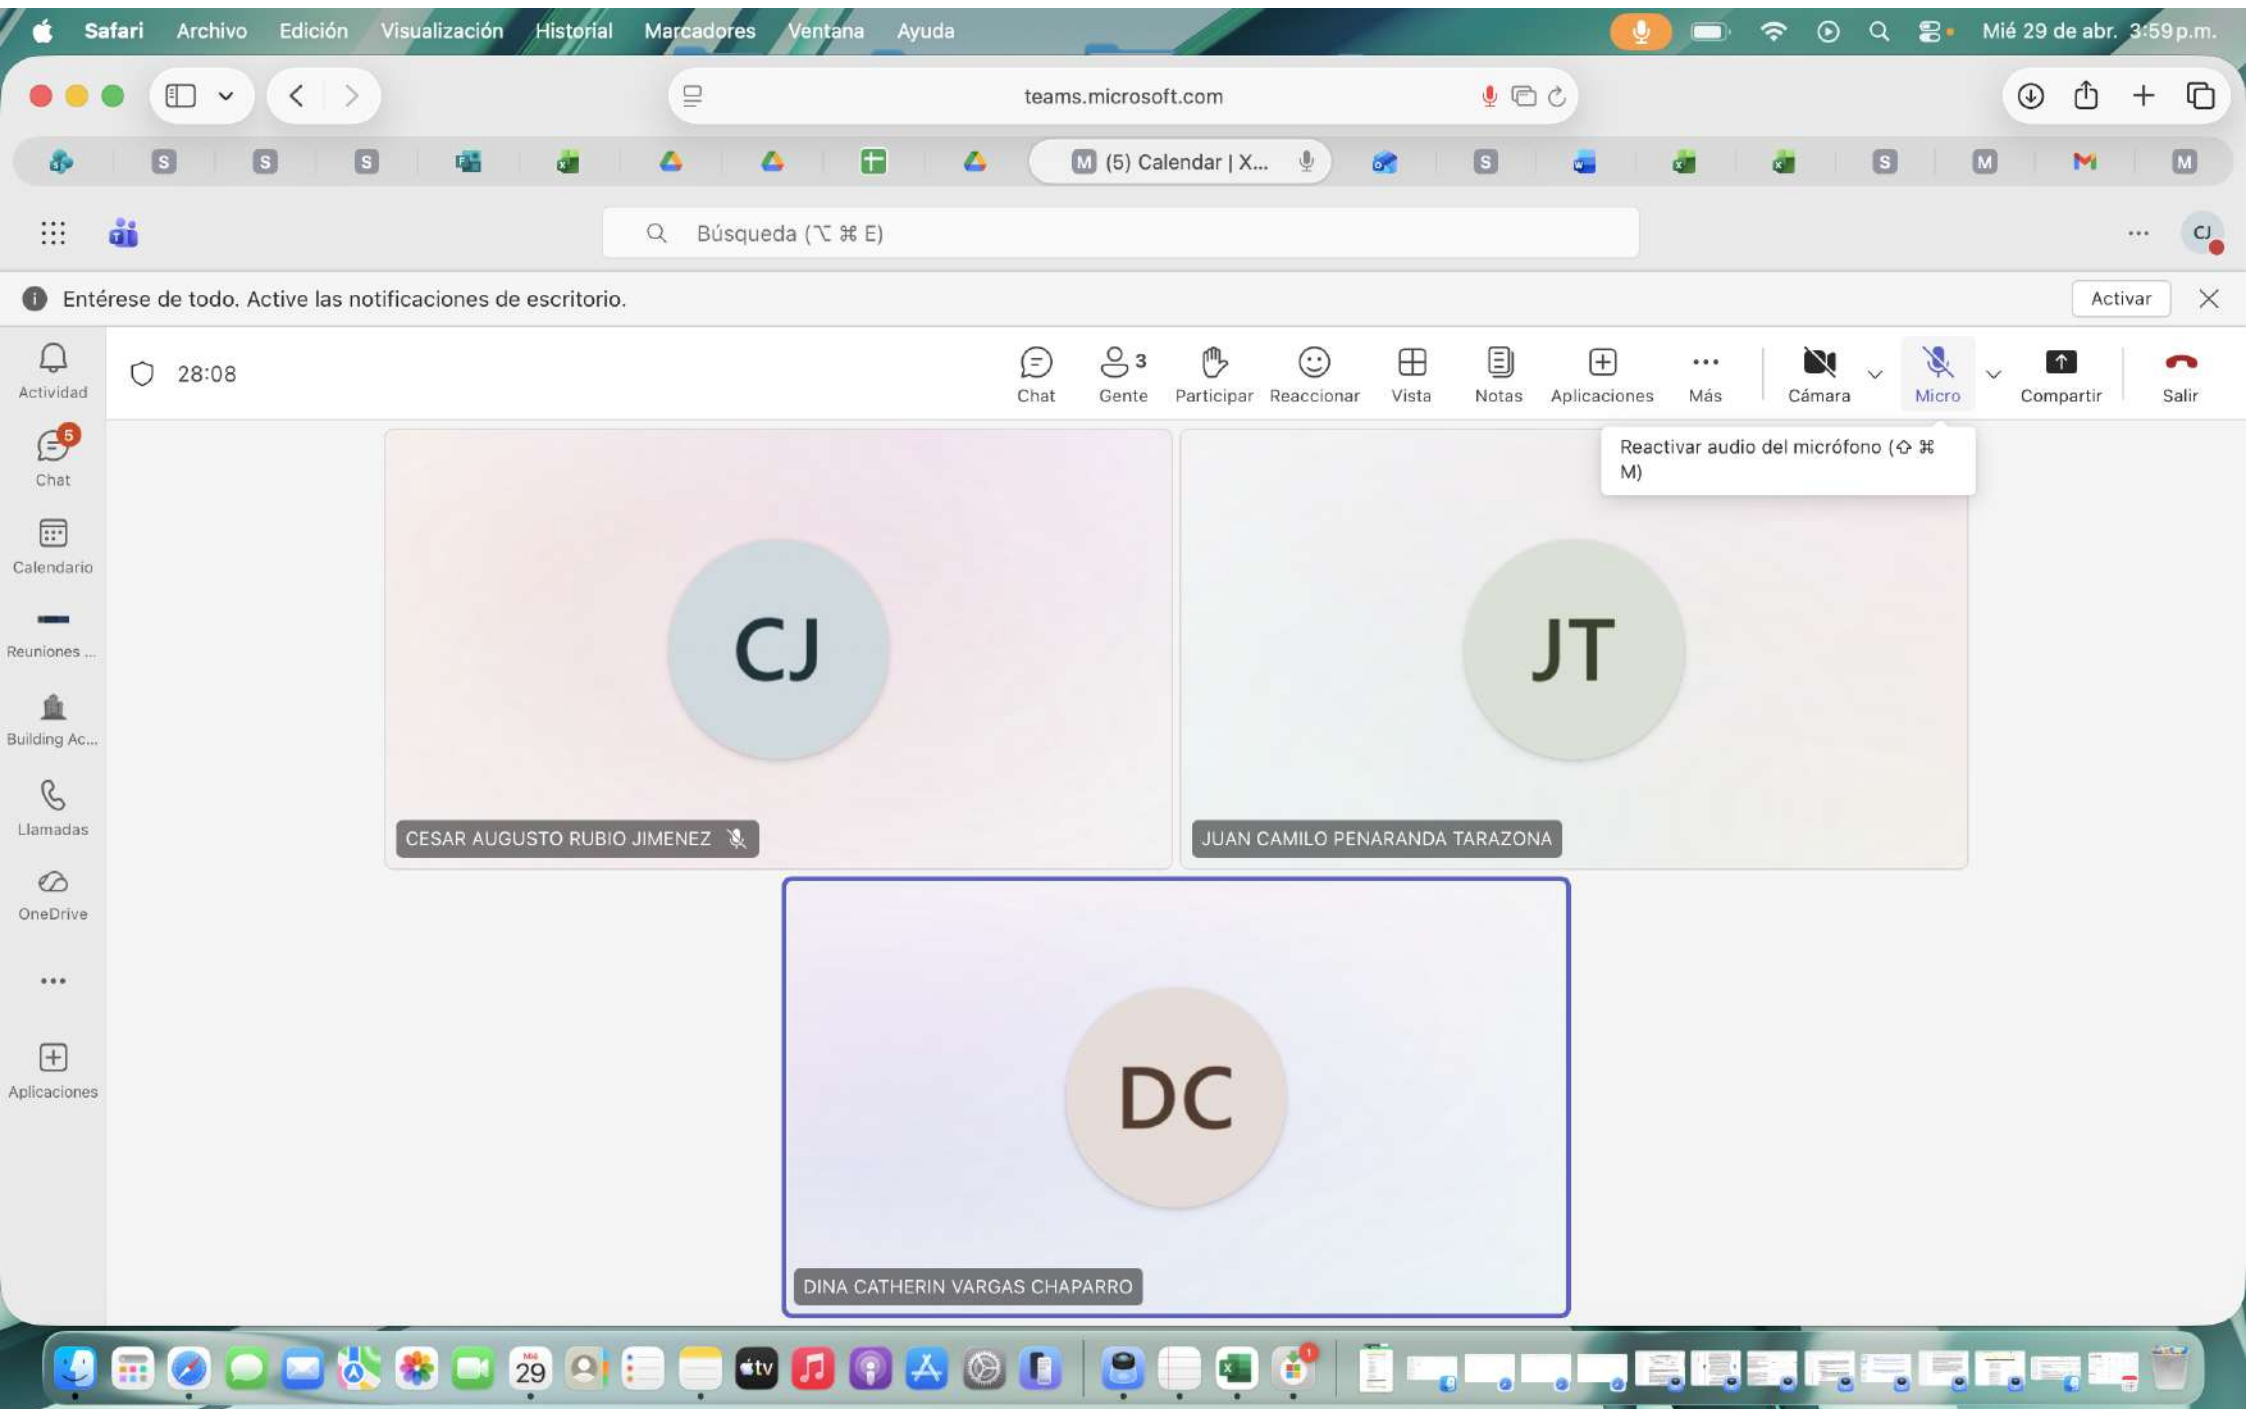 Safari Archivo Edición Visualización Historial Marcadores Ventana Ayuda Mié 29 de abr. 3:59 p.m.
teams.microsoft.com
S S S M (5) Calendar | X... S S M M
Búsqueda (⌥ ⌘ E) ... CJ
Entérese de todo. Active las notificaciones de escritorio. Activar
28:08
3
Chat Gente Participar Reaccionar Vista Notas Aplicaciones Más Cámara Micro Compartir Salir
Reactivar audio del micrófono (⇧ ⌘
M)
Actividad
5
Chat
Calendario
Reuniones ...
Building Ac...
Llamadas
OneDrive
Aplicaciones
CJ
CESAR AUGUSTO RUBIO JIMENEZ
JT
JUAN CAMILO PENARANDA TARAZONA
DC
DINA CATHERIN VARGAS CHAPARRO
Mié
29
tv
1